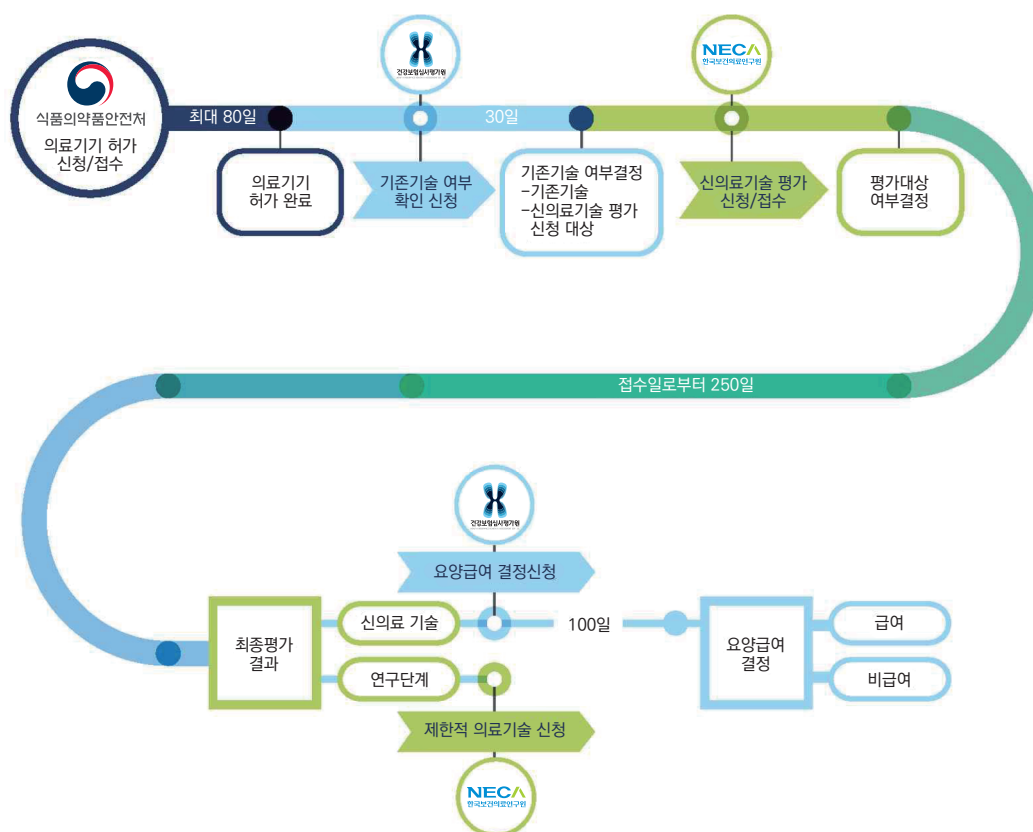 식품의약품안전처
의료기기 허가
신청/접수
최대 80일
의료기기
허가 완료
건강보험심사평가원
기존기술 여부
확인 신청
30일
기존기술 여부결정
-기존기술
-신의료기술 평가
신청 대상
NECA
한국보건의료연구원
신의료기술 평가
신청/접수
평가대상
여부결정
접수일로부터 250일
건강보험심사평가원
요양급여 결정신청
최종평가
결과
신의료 기술
100일
연구단계
제한적 의료기술 신청
NECA
한국보건의료연구원
요양급여
결정
급여
비급여